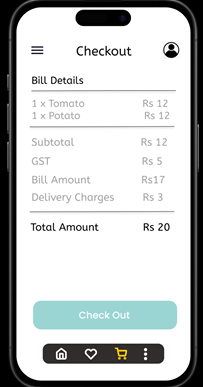 Checkout
Bill Details
1 x Tomato Rs 12
1 x Potato Rs 12
Subtotal Rs 12
GST Rs 5
Bill Amount Rs17
Delivery Charges Rs 3
Total Amount Rs 20
Check Out